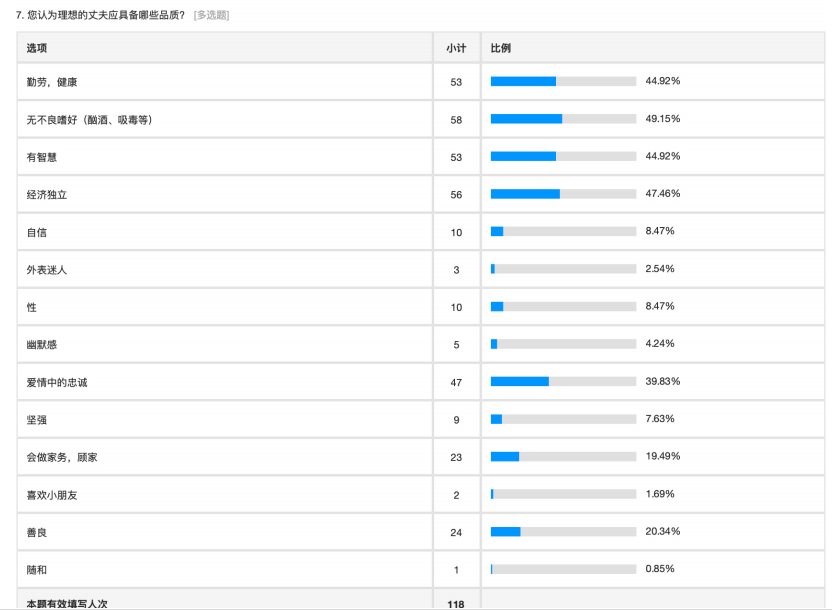 7. 您认为理想的丈夫应具备哪些品质? [多选题]
选项 小计 比例
勤劳，健康 53 44.92%
无不良嗜好（酗酒、吸毒等） 58 49.15%
有智慧 53 44.92%
经济独立 56 47.46%
自信 10 8.47%
外表迷人 3 2.54%
性 10 8.47%
幽默感 5 4.24%
爱情中的忠诚 47 39.83%
坚强 9 7.63%
会做家务，顾家 23 19.49%
喜欢小朋友 2 1.69%
善良 24 20.34%
随和 1 0.85%
本题有效填写人次 118